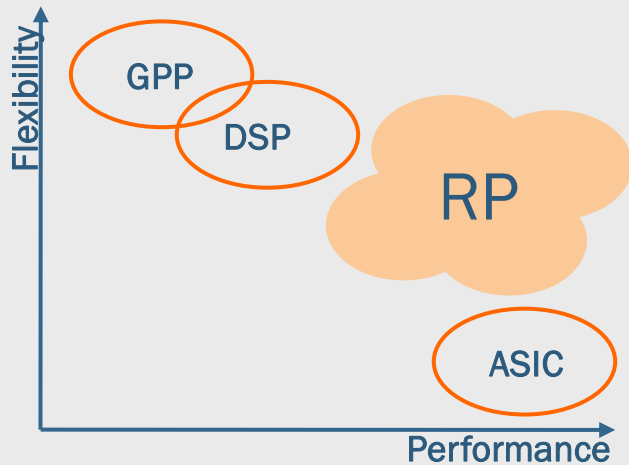 Flexibility
GPP
DSP
RP
ASIC
Performance